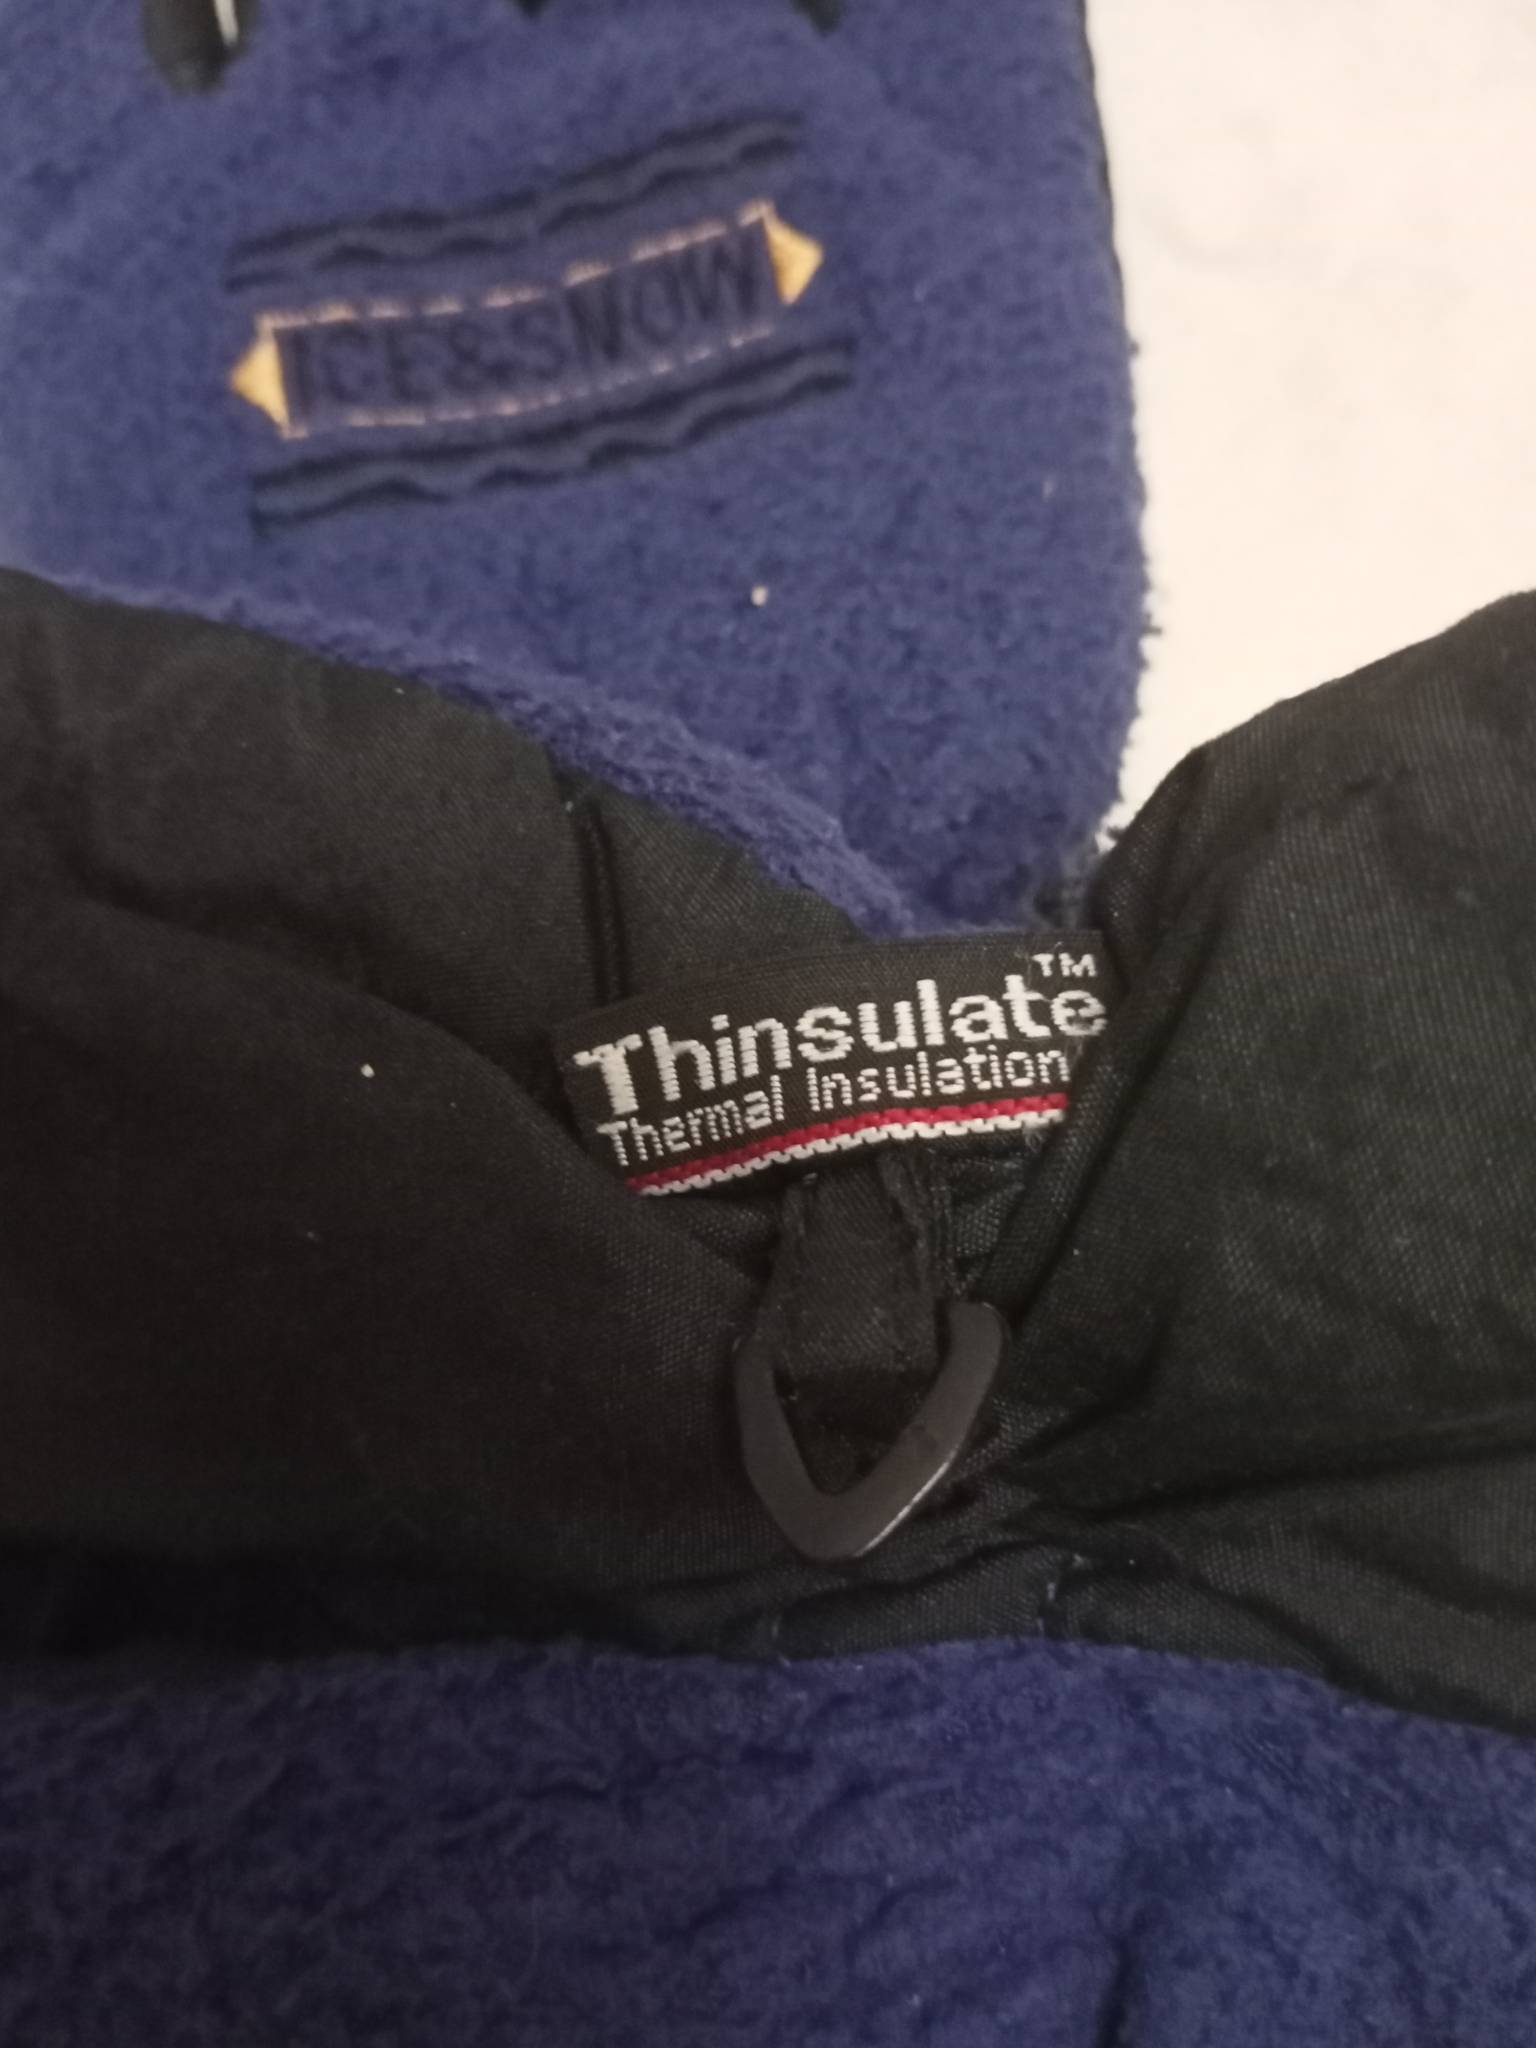 ICE&SNOW
Thinsulate™
Thermal Insulation